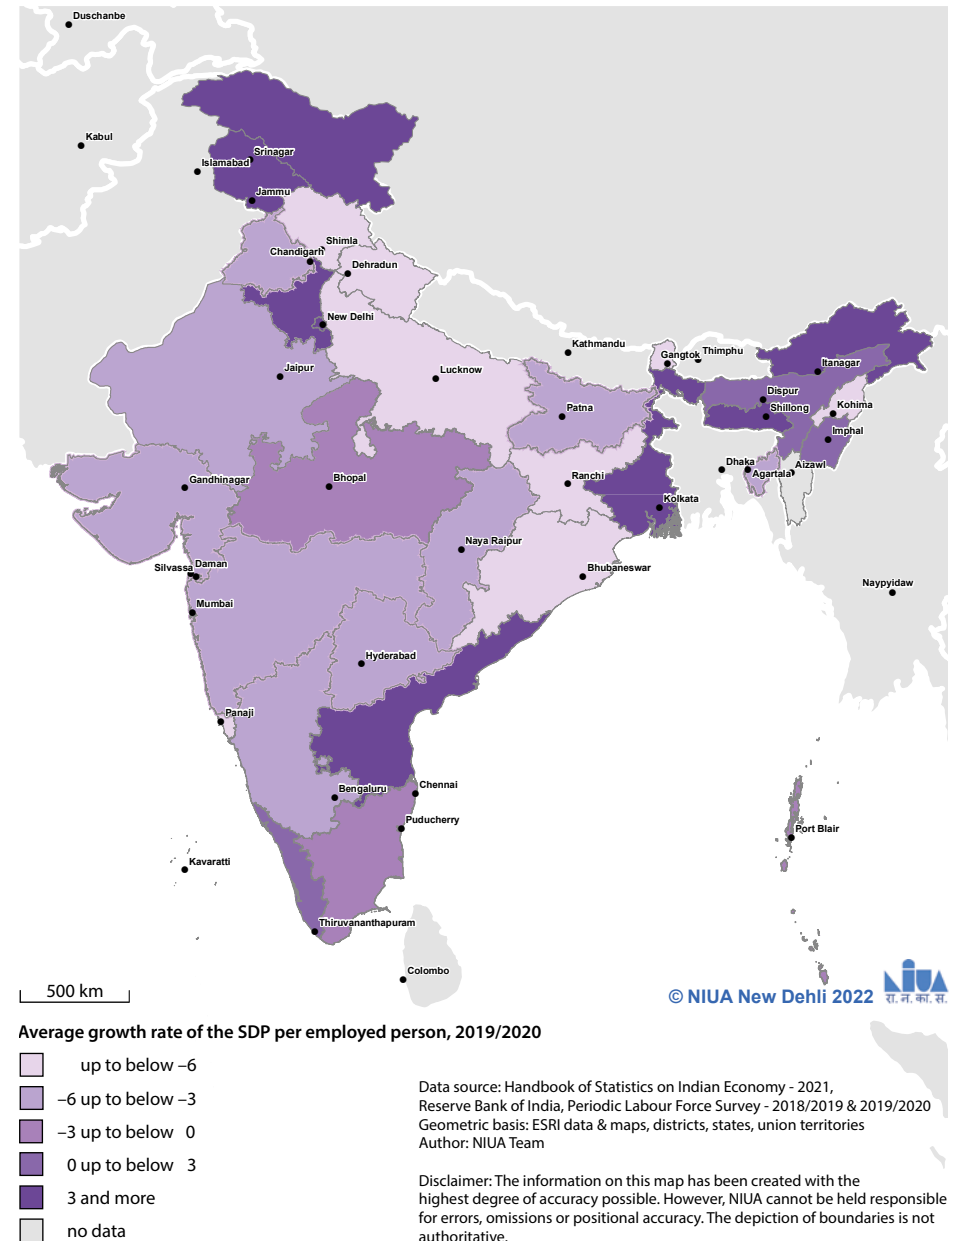 Duschanbe
Kabul
Srinagar
Islamabad
Jammu
Shimla
Chandigarh
Dehradun
New Delhi
Kathmandu
Thimphu
Gangtok
Itanagar
Jaipur
Lucknow
Dispur
Patna
Shillong
Kohima
Imphal
Dhaka
Aizawl
Agartala
Gandhinagar
Bhopal
Ranchi
Kolkata
Naya Raipur
Silvassa
Daman
Bhubaneswar
Naypyidaw
Mumbai
Hyderabad
Panaji
Bengaluru
Chennai
Puducherry
Port Blair
Kavaratti
Thiruvananthapuram
Colombo
500 km
© NIUA New Dehli 2022
NIUA
रा. न. का. सं.
Average growth rate of the SDP per employed person, 2019/2020
up to below –6
–6 up to below –3
–3 up to below 0
0 up to below 3
3 and more
no data
Data source: Handbook of Statistics on Indian Economy - 2021,
Reserve Bank of India, Periodic Labour Force Survey - 2018/2019 & 2019/2020
Geometric basis: ESRI data & maps, districts, states, union territories
Author: NIUA Team
Disclaimer: The information on this map has been created with the
highest degree of accuracy possible. However, NIUA cannot be held responsible
for errors, omissions or positional accuracy. The depiction of boundaries is not
authoritative.